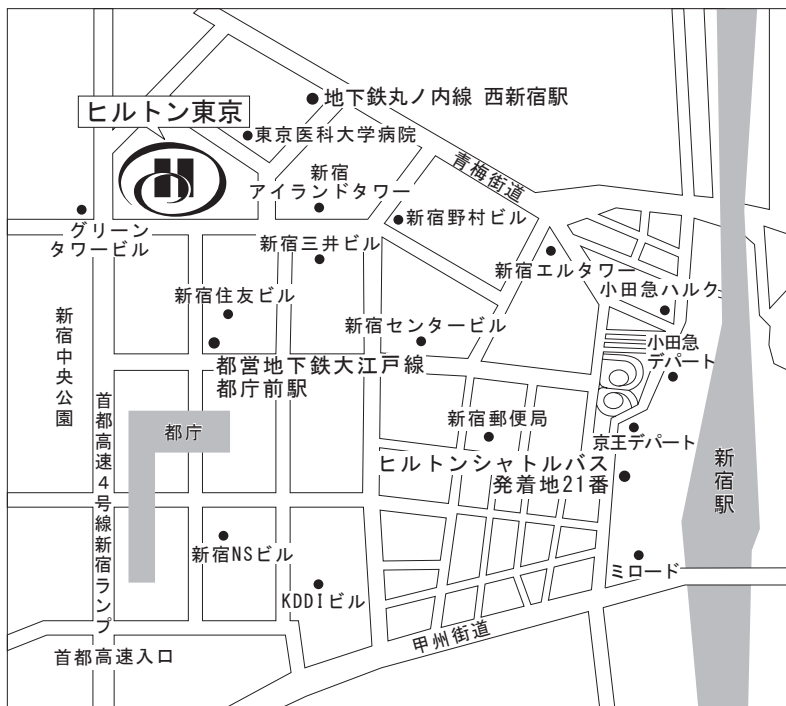 地下鉄丸ノ内線 西新宿駅
ヒルトン東京
東京医科大学病院
新宿
アイランドタワー
青梅街道
新宿野村ビル
グリーン
タワービル
新宿三井ビル
新宿エルタワー
小田急ハルク
新宿住友ビル
新宿センタービル
新宿中央公園
小田急
デパート
都営地下鉄大江戸線
都庁前駅
首都高速4号線新宿ランプ
都庁
新宿郵便局
京王デパート
ヒルトンシャトルバス
発着地21番
新宿駅
新宿NSビル
ミロード
KDDIビル
甲州街道
首都高速入口